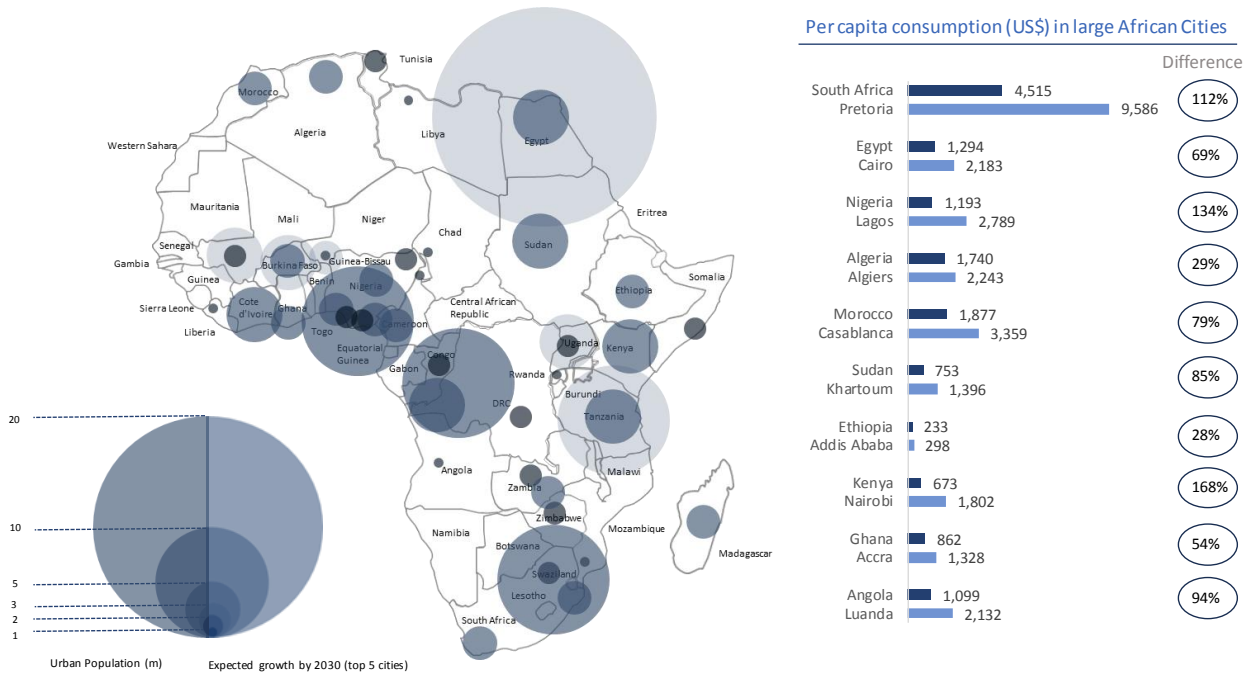 Tunisia
Morocco
Algeria
Libya
Egypt
Western Sahara
Mauritania
Mali
Niger
Eritrea
Chad
Senegal
Sudan
Gambia
Burkina Faso
Guinea-Bissau
Somalia
Guinea
Benin
Nigeria
Ethiopia
Sierra Leone
Cote
d'Ivoire
Ghana
Central African
Republic
Liberia
Togo
Cameroon
Equatorial
Guinea
Congo
Uganda
Kenya
Gabon
Rwanda
Burundi
DRC
Tanzania
Angola
Malawi
Zambia
Zimbabwe
Mozambique
Namibia
Botswana
Madagascar
Swaziland
Lesotho
South Africa
20
10
5
3
2
1
Urban Population (m)
Expected growth by 2030 (top 5 cities)
Per capita consumption (US$) in large African Cities
Difference
South Africa 4,515
Pretoria 9,586
112%
Egypt 1,294
Cairo 2,183
69%
Nigeria 1,193
Lagos 2,789
134%
Algeria 1,740
Algiers 2,243
29%
Morocco 1,877
Casablanca 3,359
79%
Sudan 753
Khartoum 1,396
85%
Ethiopia 233
Addis Ababa 298
28%
Kenya 673
Nairobi 1,802
168%
Ghana 862
Accra 1,328
54%
Angola 1,099
Luanda 2,132
94%